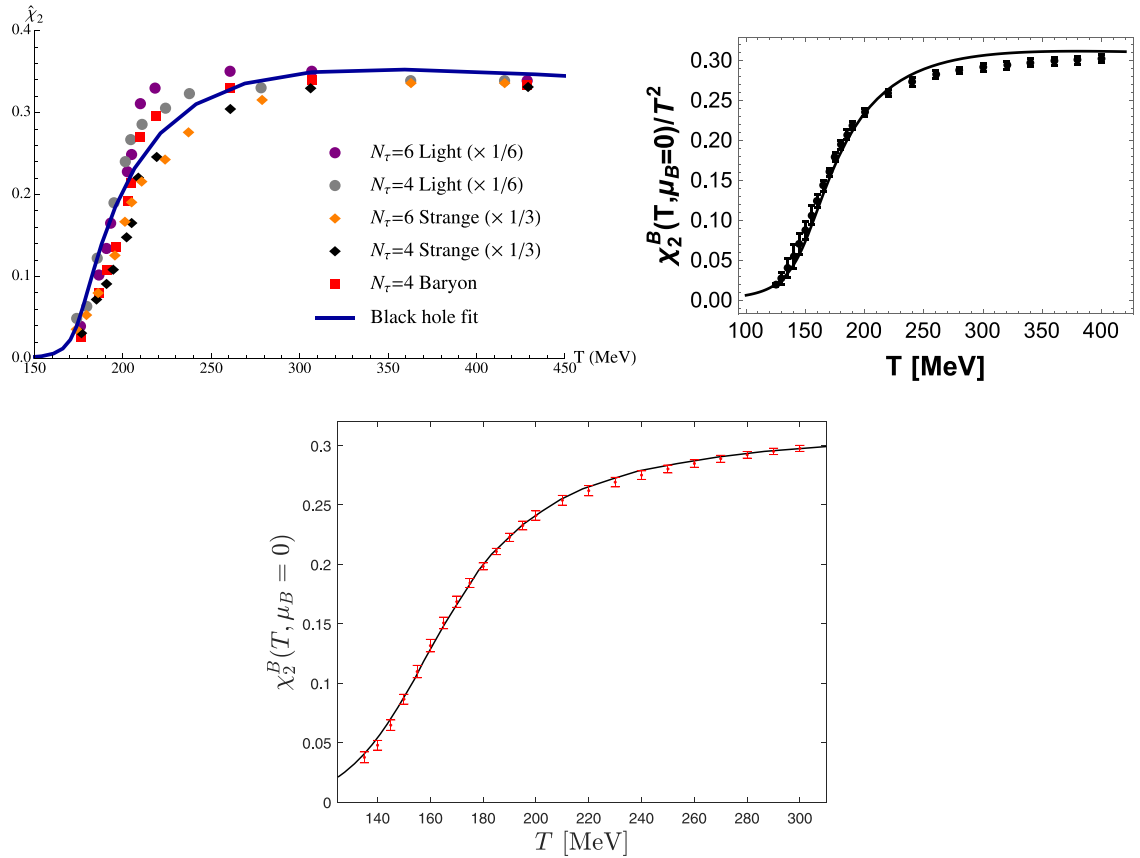 χ̂₂
0.4
0.3
0.2
0.1
0.0
150 200 250 300 350 400 450
T (MeV)
Nτ=6 Light (× 1/6)
Nτ=4 Light (× 1/6)
Nτ=6 Strange (× 1/3)
Nτ=4 Strange (× 1/3)
Nτ=4 Baryon
Black hole fit
χ₂ᴮ(T,μB=0)/T²
0.30
0.25
0.20
0.15
0.10
0.05
0.00
100 150 200 250 300 350 400
T [MeV]
χ₂ᴮ(T, μB = 0)
0.3
0.25
0.2
0.15
0.1
0.05
0
140 160 180 200 220 240 260 280 300
T [MeV]